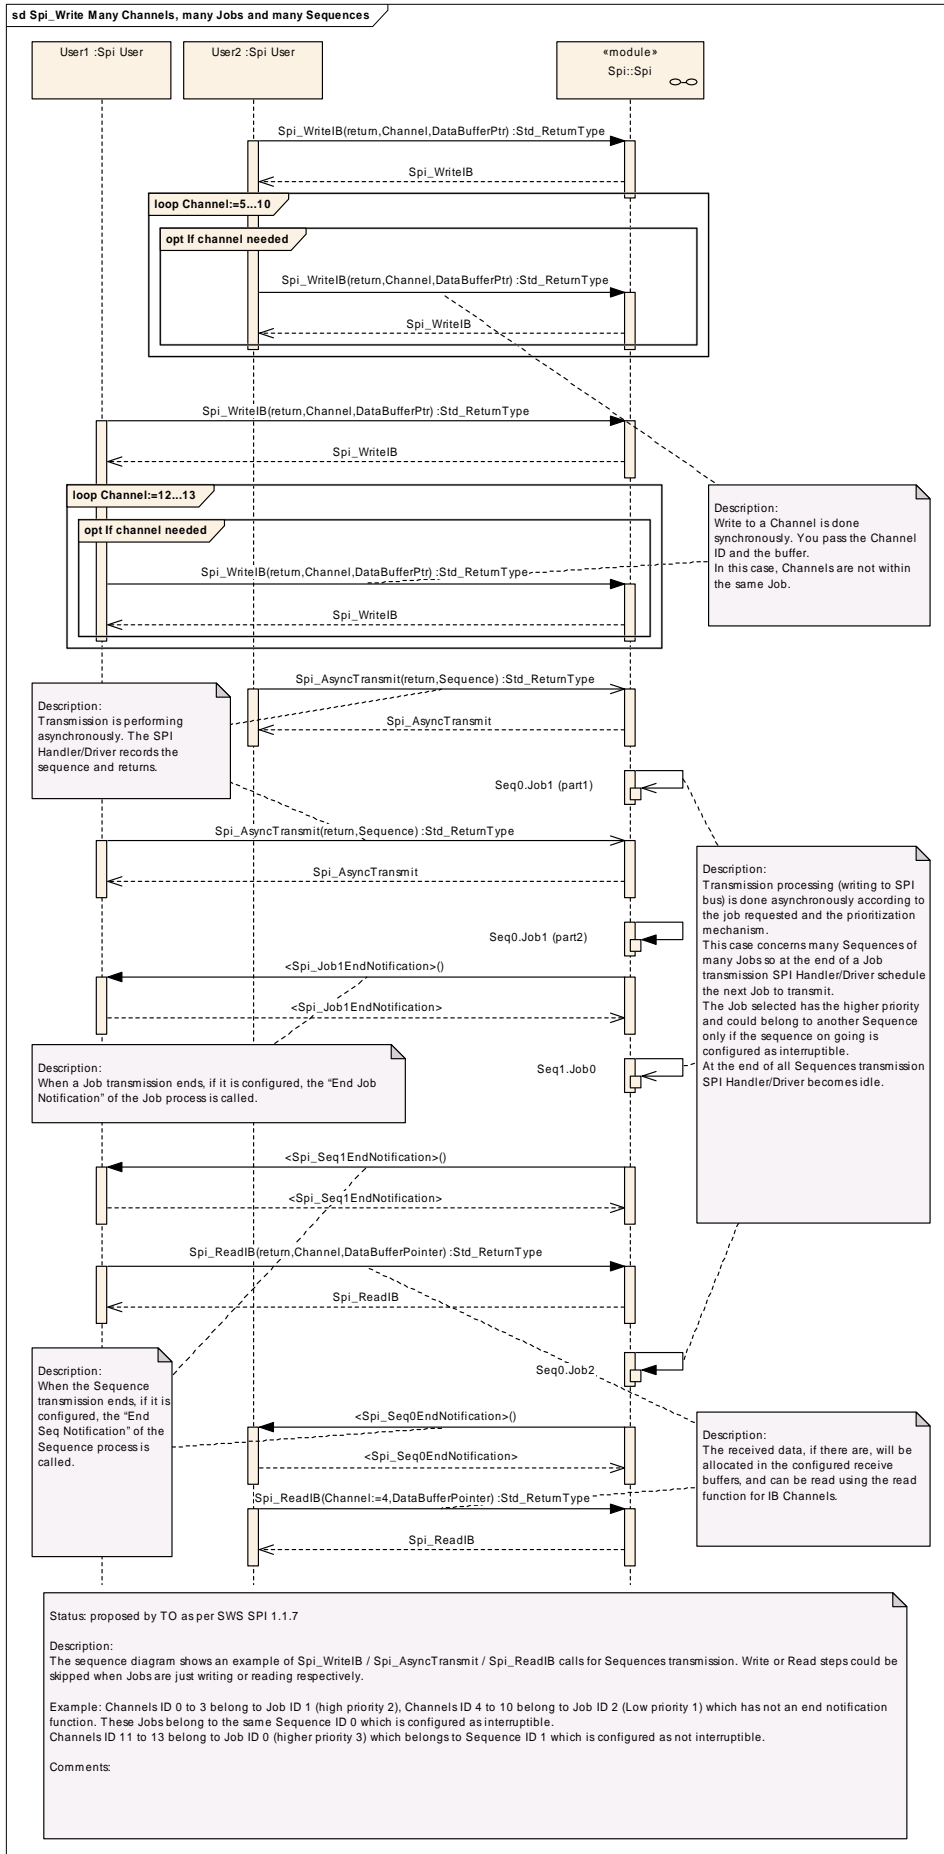 sd Spi_Write Many Channels, many Jobs and many Sequences
User1 :Spi User
User2 :Spi User
«module»
Spi::Spi
Spi_WriteIB(return,Channel,DataBufferPtr) :Std_ReturnType
Spi_WriteIB
loop Channel:=5...10
opt If channel needed
Spi_WriteIB(return,Channel,DataBufferPtr) :Std_ReturnType
Spi_WriteIB
Spi_WriteIB(return,Channel,DataBufferPtr) :Std_ReturnType
Spi_WriteIB
loop Channel:=12...13
opt If channel needed
Spi_WriteIB(return,Channel,DataBufferPtr) :Std_ReturnType
Spi_WriteIB
Description:
Write to a Channel is done
synchronously. You pass the Channel
ID and the buffer.
In this case, Channels are not within
the same Job.
Spi_AsyncTransmit(return,Sequence) :Std_ReturnType
Spi_AsyncTransmit
Description:
Transmission is performing
asynchronously. The SPI
Handler/Driver records the
sequence and returns.
Seq0.Job1 (part1)
Spi_AsyncTransmit(return,Sequence) :Std_ReturnType
Spi_AsyncTransmit
Seq0.Job1 (part2)
Description:
Transmission processing (writing to SPI
bus) is done asynchronously according to
the job requested and the prioritization
mechanism.
This case concerns many Sequences of
many Jobs so at the end of a Job
transmission SPI Handler/Driver schedule
the next Job to transmit.
The Job selected has the higher priority
and could belong to another Sequence
only if the sequence on going is
configured as interruptible.
At the end of all Sequences transmission
SPI Handler/Driver becomes idle.
<Spi_Job1EndNotification>()
<Spi_Job1EndNotification>
Description:
When a Job transmission ends, if it is configured, the “End Job
Notification” of the Job process is called.
Seq1.Job0
<Spi_Seq1EndNotification>()
<Spi_Seq1EndNotification>
Spi_ReadIB(return,Channel,DataBufferPointer) :Std_ReturnType
Spi_ReadIB
Description:
When the Sequence
transmission ends, if it is
configured, the “End
Seq Notification” of the
Sequence process is
called.
Seq0.Job2
<Spi_Seq0EndNotification>()
<Spi_Seq0EndNotification>
Description:
The received data, if there are, will be
allocated in the configured receive
buffers, and can be read using the read
function for IB Channels.
Spi_ReadIB(Channel:=4,DataBufferPointer) :Std_ReturnType
Spi_ReadIB
Status: proposed by TO as per SWS SPI 1.1.7
Description:
The sequence diagram shows an example of Spi_WriteIB / Spi_AsyncTransmit / Spi_ReadIB calls for Sequences transmission. Write or Read steps could be
skipped when Jobs are just writing or reading respectively.
Example: Channels ID 0 to 3 belong to Job ID 1 (high priority 2), Channels ID 4 to 10 belong to Job ID 2 (Low priority 1) which has not an end notification
function. These Jobs belong to the same Sequence ID 0 which is configured as interruptible.
Channels ID 11 to 13 belong to Job ID 0 (higher priority 3) which belongs to Sequence ID 1 which is configured as not interruptible.
Comments: